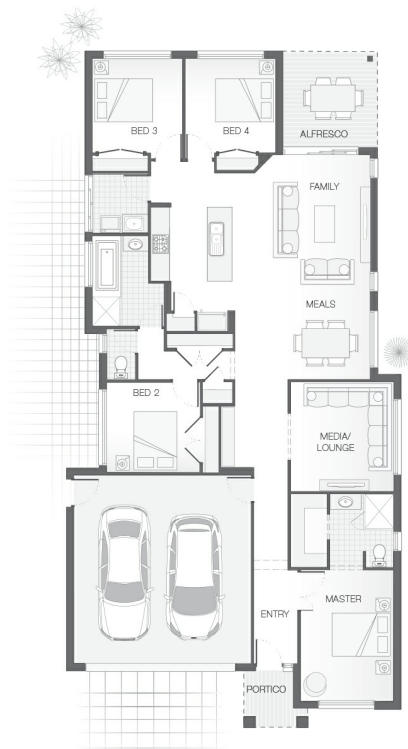 BED 3
BED 4
ALFRESCO
FAMILY
MEALS
BED 2
MEDIA/
LOUNGE
MASTER
ENTRY
PORTICO